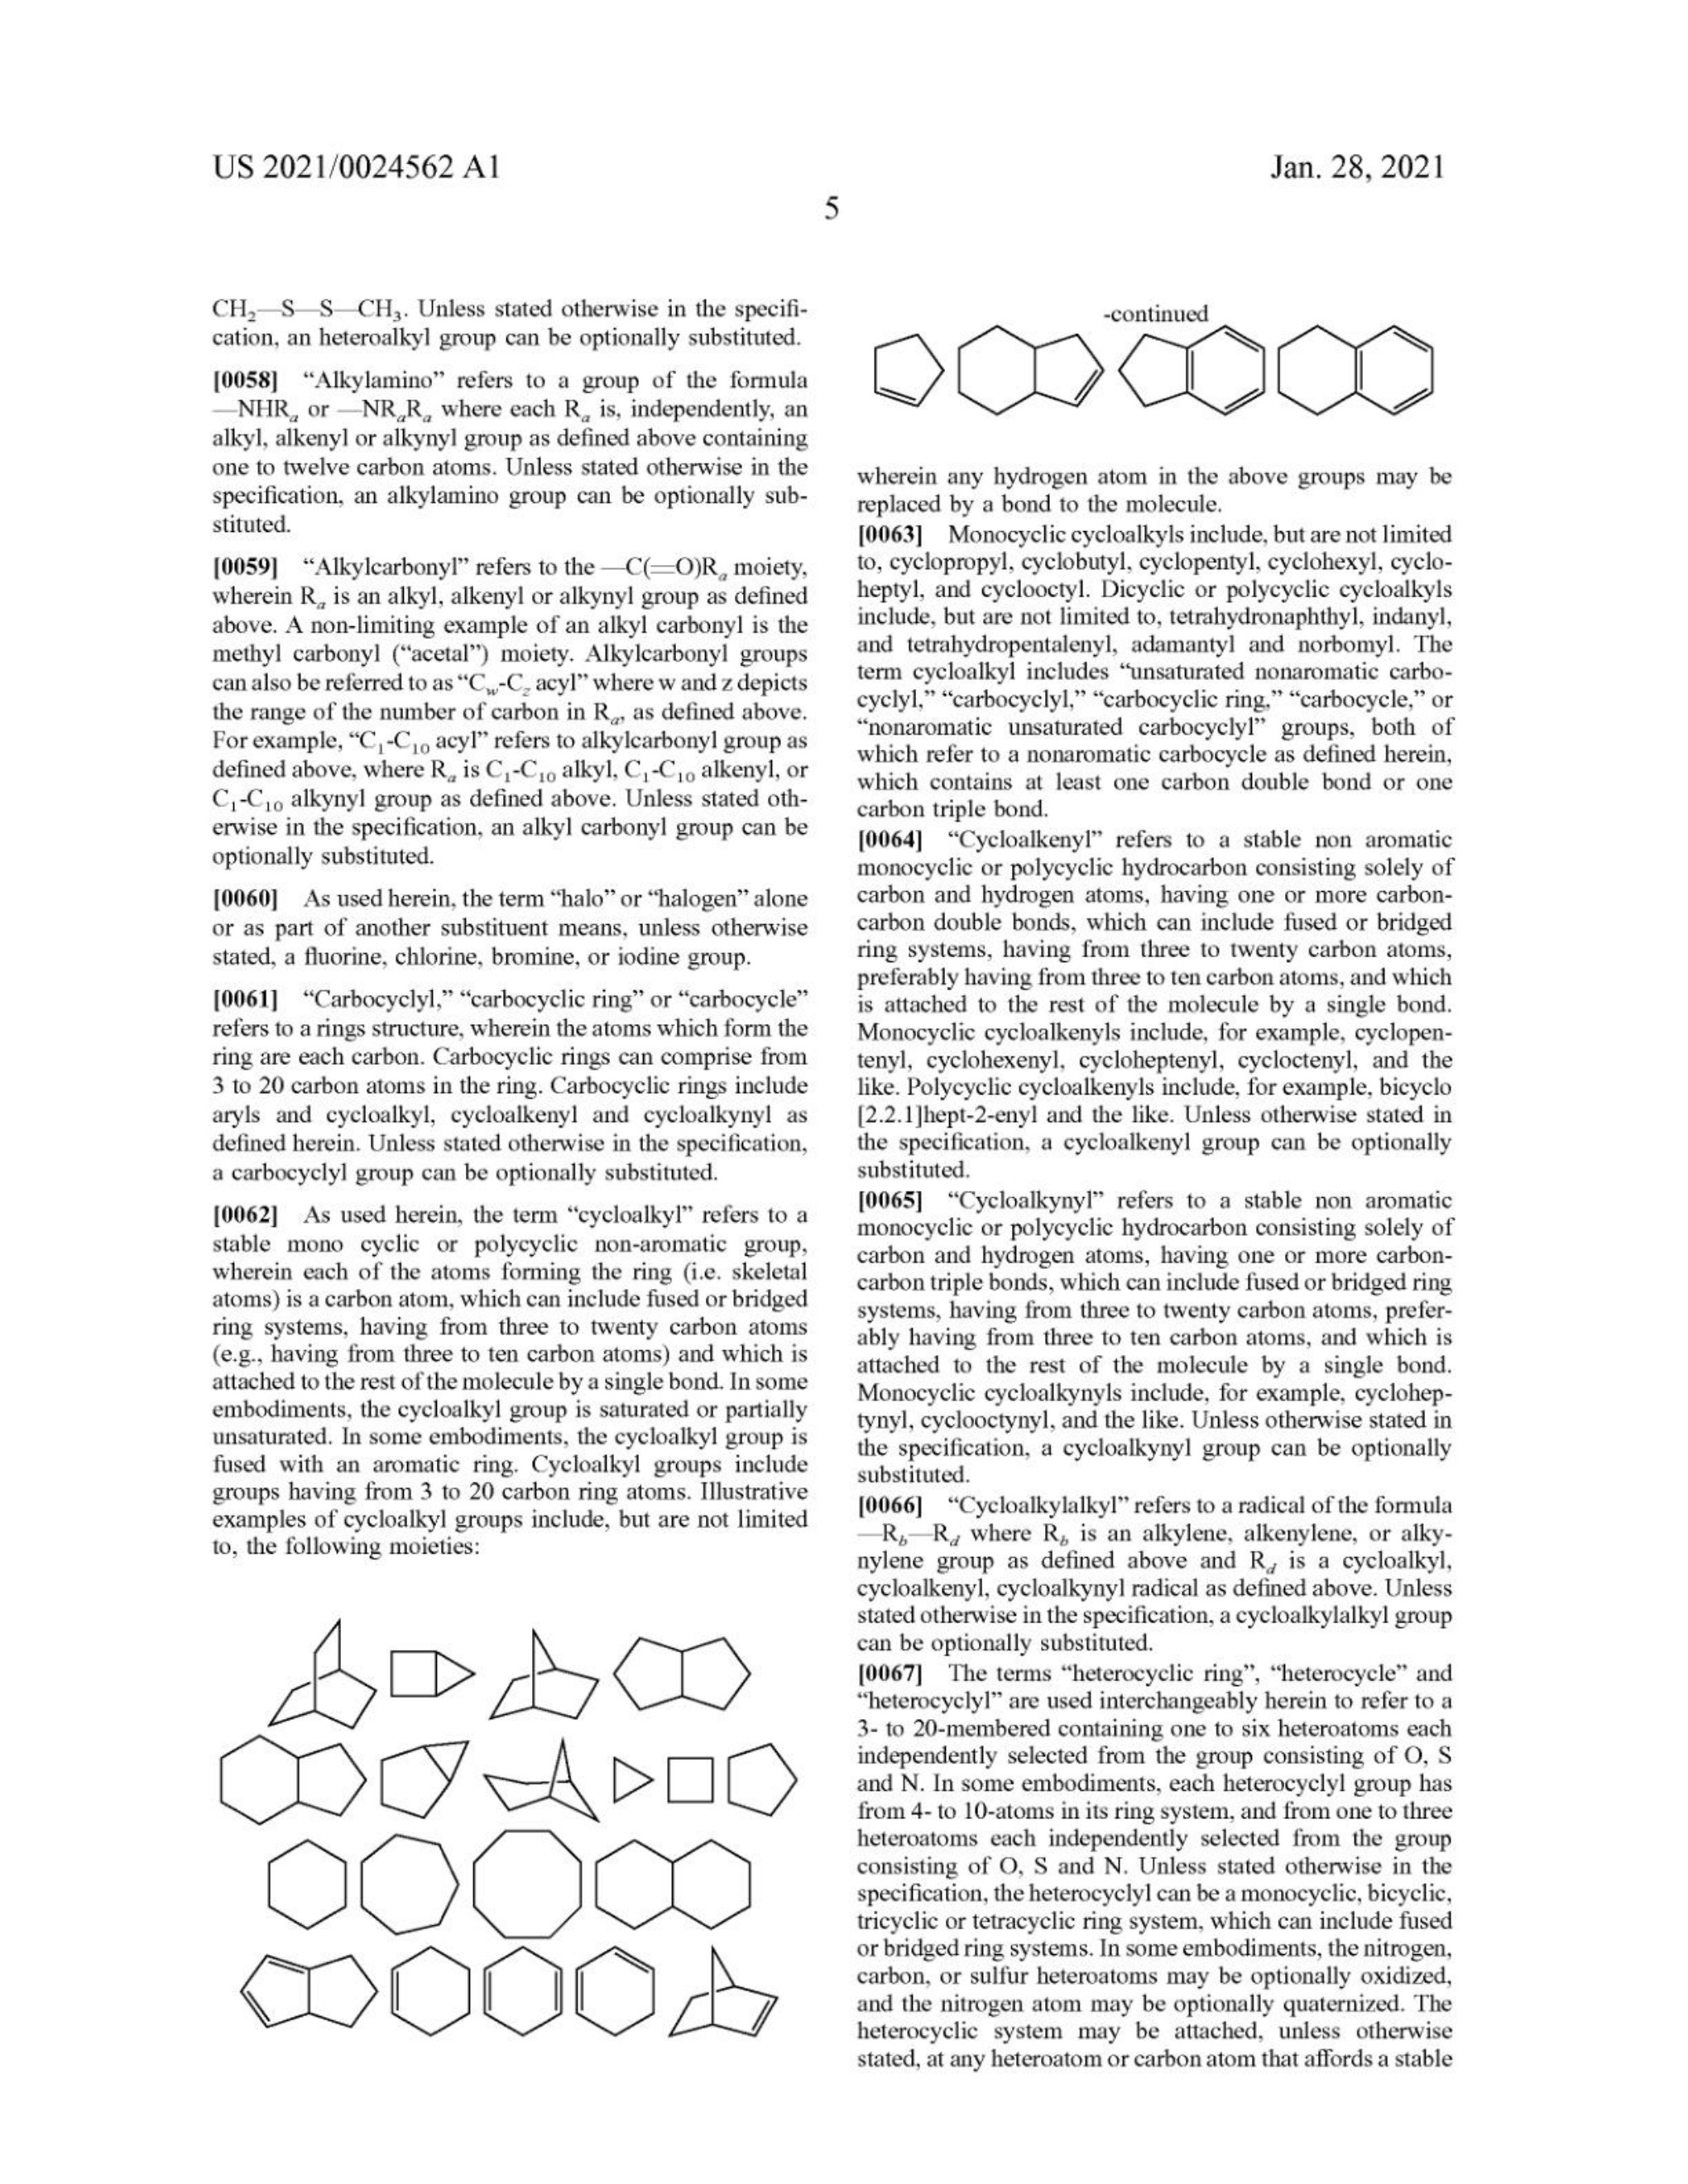 US 2021/0024562 A1
Jan. 28, 2021
5
CH₂—S—S—CH₃. Unless stated otherwise in the specifi-
cation, an heteroalkyl group can be optionally substituted.
[0058] “Alkylamino” refers to a group of the formula
—NHRₐ or —NRₐRₐ where each Rₐ is, independently, an
alkyl, alkenyl or alkynyl group as defined above containing
one to twelve carbon atoms. Unless stated otherwise in the
specification, an alkylamino group can be optionally sub-
stituted.
[0059] “Alkylcarbonyl” refers to the —C(=O)Rₐ moiety,
wherein Rₐ is an alkyl, alkenyl or alkynyl group as defined
above. A non-limiting example of an alkyl carbonyl is the
methyl carbonyl (“acetal”) moiety. Alkylcarbonyl groups
can also be referred to as “C_w-C_z acyl” where w and z depicts
the range of the number of carbon in Rₐ, as defined above.
For example, “C₁-C₁₀ acyl” refers to alkylcarbonyl group as
defined above, where Rₐ is C₁-C₁₀ alkyl, C₁-C₁₀ alkenyl, or
C₁-C₁₀ alkynyl group as defined above. Unless stated oth-
erwise in the specification, an alkyl carbonyl group can be
optionally substituted.
[0060] As used herein, the term “halo” or “halogen” alone
or as part of another substituent means, unless otherwise
stated, a fluorine, chlorine, bromine, or iodine group.
[0061] “Carbocyclyl,” “carbocyclic ring” or “carbocycle”
refers to a rings structure, wherein the atoms which form the
ring are each carbon. Carbocyclic rings can comprise from
3 to 20 carbon atoms in the ring. Carbocyclic rings include
aryls and cycloalkyl, cycloalkenyl and cycloalkynyl as
defined herein. Unless stated otherwise in the specification,
a carbocyclyl group can be optionally substituted.
[0062] As used herein, the term “cycloalkyl” refers to a
stable mono cyclic or polycyclic non-aromatic group,
wherein each of the atoms forming the ring (i.e. skeletal
atoms) is a carbon atom, which can include fused or bridged
ring systems, having from three to twenty carbon atoms
(e.g., having from three to ten carbon atoms) and which is
attached to the rest of the molecule by a single bond. In some
embodiments, the cycloalkyl group is saturated or partially
unsaturated. In some embodiments, the cycloalkyl group is
fused with an aromatic ring. Cycloalkyl groups include
groups having from 3 to 20 carbon ring atoms. Illustrative
examples of cycloalkyl groups include, but are not limited
to, the following moieties:
-continued
wherein any hydrogen atom in the above groups may be
replaced by a bond to the molecule.
[0063] Monocyclic cycloalkyls include, but are not limited
to, cyclopropyl, cyclobutyl, cyclopentyl, cyclohexyl, cyclo-
heptyl, and cyclooctyl. Dicyclic or polycyclic cycloalkyls
include, but are not limited to, tetrahydronaphthyl, indanyl,
and tetrahydropentalenyl, adamantyl and norbomyl. The
term cycloalkyl includes “unsaturated nonaromatic carbo-
cyclyl,” “carbocyclyl,” “carbocyclic ring,” “carbocycle,” or
“nonaromatic unsaturated carbocyclyl” groups, both of
which refer to a nonaromatic carbocycle as defined herein,
which contains at least one carbon double bond or one
carbon triple bond.
[0064] “Cycloalkenyl” refers to a stable non aromatic
monocyclic or polycyclic hydrocarbon consisting solely of
carbon and hydrogen atoms, having one or more carbon-
carbon double bonds, which can include fused or bridged
ring systems, having from three to twenty carbon atoms,
preferably having from three to ten carbon atoms, and which
is attached to the rest of the molecule by a single bond.
Monocyclic cycloalkenyls include, for example, cyclopen-
tenyl, cyclohexenyl, cycloheptenyl, cycloctenyl, and the
like. Polycyclic cycloalkenyls include, for example, bicyclo
[2.2.1]hept-2-enyl and the like. Unless otherwise stated in
the specification, a cycloalkenyl group can be optionally
substituted.
[0065] “Cycloalkynyl” refers to a stable non aromatic
monocyclic or polycyclic hydrocarbon consisting solely of
carbon and hydrogen atoms, having one or more carbon-
carbon triple bonds, which can include fused or bridged ring
systems, having from three to twenty carbon atoms, prefer-
ably having from three to ten carbon atoms, and which is
attached to the rest of the molecule by a single bond.
Monocyclic cycloalkynyls include, for example, cyclohep-
tynyl, cyclooctynyl, and the like. Unless otherwise stated in
the specification, a cycloalkynyl group can be optionally
substituted.
[0066] “Cycloalkylalkyl” refers to a radical of the formula
—R_b—R_d where R_b is an alkylene, alkenylene, or alky-
nylene group as defined above and R_d is a cycloalkyl,
cycloalkenyl, cycloalkynyl radical as defined above. Unless
stated otherwise in the specification, a cycloalkylalkyl group
can be optionally substituted.
[0067] The terms “heterocyclic ring”, “heterocycle” and
“heterocyclyl” are used interchangeably herein to refer to a
3- to 20-membered containing one to six heteroatoms each
independently selected from the group consisting of O, S
and N. In some embodiments, each heterocyclyl group has
from 4- to 10-atoms in its ring system, and from one to three
heteroatoms each independently selected from the group
consisting of O, S and N. Unless stated otherwise in the
specification, the heterocyclyl can be a monocyclic, bicyclic,
tricyclic or tetracyclic ring system, which can include fused
or bridged ring systems. In some embodiments, the nitrogen,
carbon, or sulfur heteroatoms may be optionally oxidized,
and the nitrogen atom may be optionally quaternized. The
heterocyclic system may be attached, unless otherwise
stated, at any heteroatom or carbon atom that affords a stable